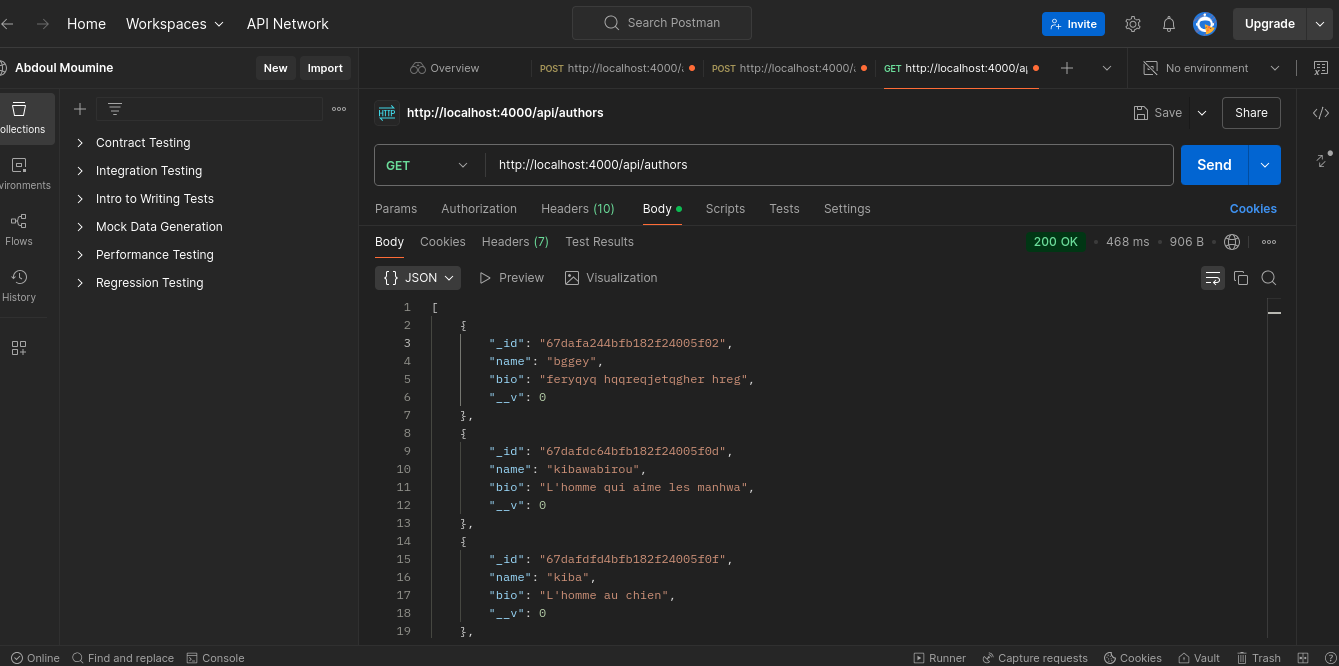 Home Workspaces API Network Search Postman Invite Upgrade
Abdoul Moumine New Import Overview POST http://localhost:4000/ POST http://localhost:4000/ GET http://localhost:4000/a No environment
http://localhost:4000/api/authors Save Share
ollections
Contract Testing
Integration Testing
Intro to Writing Tests
Mock Data Generation
Performance Testing
Regression Testing
vironments
Flows
History
GET http://localhost:4000/api/authors Send
Params Authorization Headers (10) Body Scripts Tests Settings Cookies
Body Cookies Headers (7) Test Results 200 OK 468 ms 906 B
{} JSON Preview Visualization
1 [
2 {
3 "_id": "67dafa244bfb182f24005f02",
4 "name": "bggey",
5 "bio": "feryqyq hqqreqjetqgher hreg",
6 "__v": 0
7 },
8 {
9 "_id": "67dafdc64bfb182f24005f0d",
10 "name": "kibawabirou",
11 "bio": "L'homme qui aime les manhwa",
12 "__v": 0
13 },
14 {
15 "_id": "67dafdfd4bfb182f24005f0f",
16 "name": "kiba",
17 "bio": "L'homme au chien",
18 "__v": 0
19 },
Online Find and replace Console Runner Capture requests Cookies Vault Trash